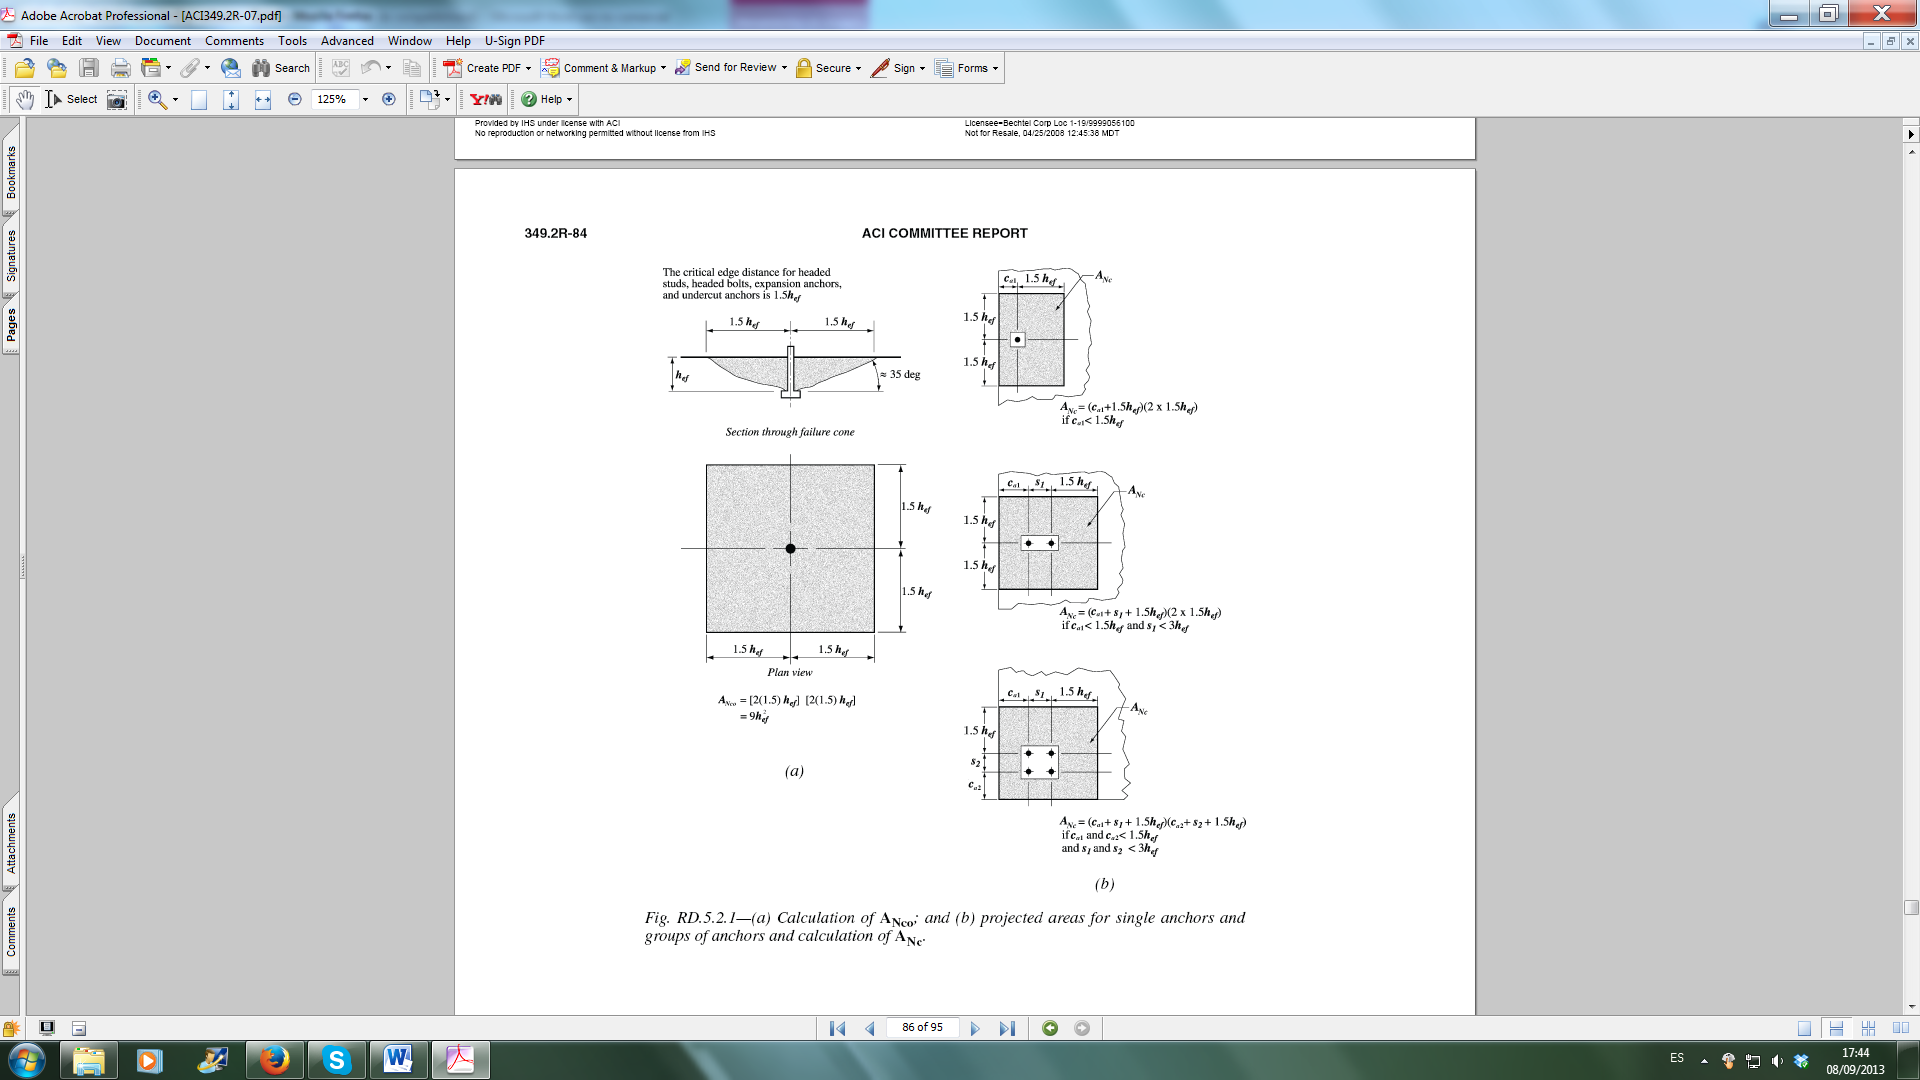 Adobe Acrobat Professional - [ACI349.2R-07.pdf]
File Edit View Document Comments Tools Advanced Window Help U-Sign PDF
Search Create PDF Comment & Markup Send for Review Secure Sign Forms
Select 125% Y! Help
Bookmarks
Signatures
Pages
Attachments
Comments
Provided by IHS under license with ACI
No reproduction or networking permitted without license from IHS
Licensee=Bechtel Corp Loc 1-19/9999056100
Not for Resale, 04/25/2008 12:45:38 MDT
349.2R-84
ACI COMMITTEE REPORT
The critical edge distance for headed
studs, headed bolts, expansion anchors,
and undercut anchors is 1.5hef
1.5 hef 1.5 hef
hef
≈ 35 deg
Section through failure cone
1.5 hef
1.5 hef
1.5 hef 1.5 hef
Plan view
ANco = [2(1.5) hef] [2(1.5) hef]
= 9hef²
(a)
ca1 1.5 hef ANc
1.5 hef
1.5 hef
ANc = (ca1+1.5hef)(2 x 1.5hef)
if ca1< 1.5hef
ca1 s1 1.5 hef ANc
1.5 hef
1.5 hef
ANc = (ca1+ s1 + 1.5hef)(2 x 1.5hef)
if ca1< 1.5hef and s1 < 3hef
ca1 s1 1.5 hef
ANc
1.5 hef
s2
ca2
ANc = (ca1+ s1 + 1.5hef)(ca2+ s2 + 1.5hef)
if ca1 and ca2< 1.5hef
and s1 and s2 < 3hef
(b)
Fig. RD.5.2.1—(a) Calculation of ANco; and (b) projected areas for single anchors and
groups of anchors and calculation of ANc.
86 of 95
ES
17:44
08/09/2013